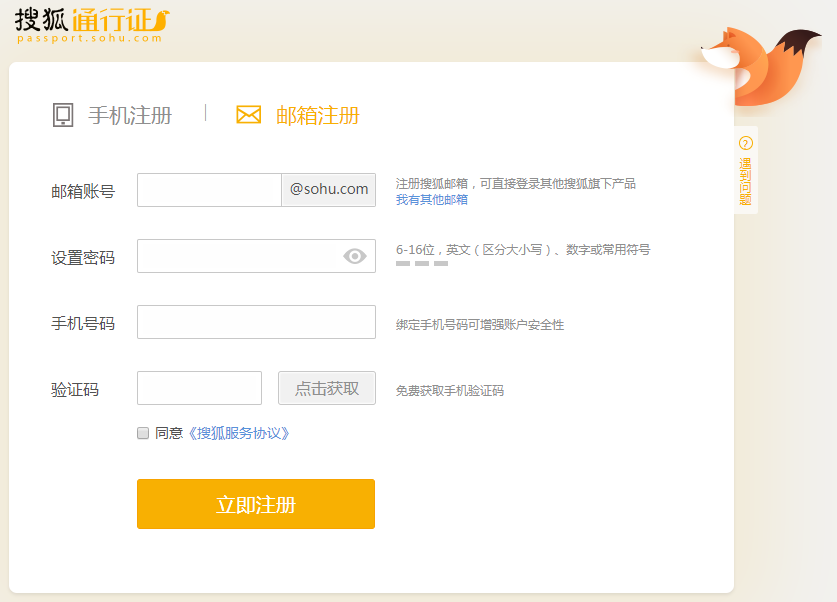 搜狐通行证
passport.sohu.com
手机注册
邮箱注册
邮箱账号
@sohu.com
注册搜狐邮箱，可直接登录其他搜狐旗下产品
我有其他邮箱
设置密码
6-16位，英文（区分大小写）、数字或常用符号
手机号码
绑定手机号码可增强账户安全性
验证码
点击获取
免费获取手机验证码
同意《搜狐服务协议》
立即注册
?
遇到问题